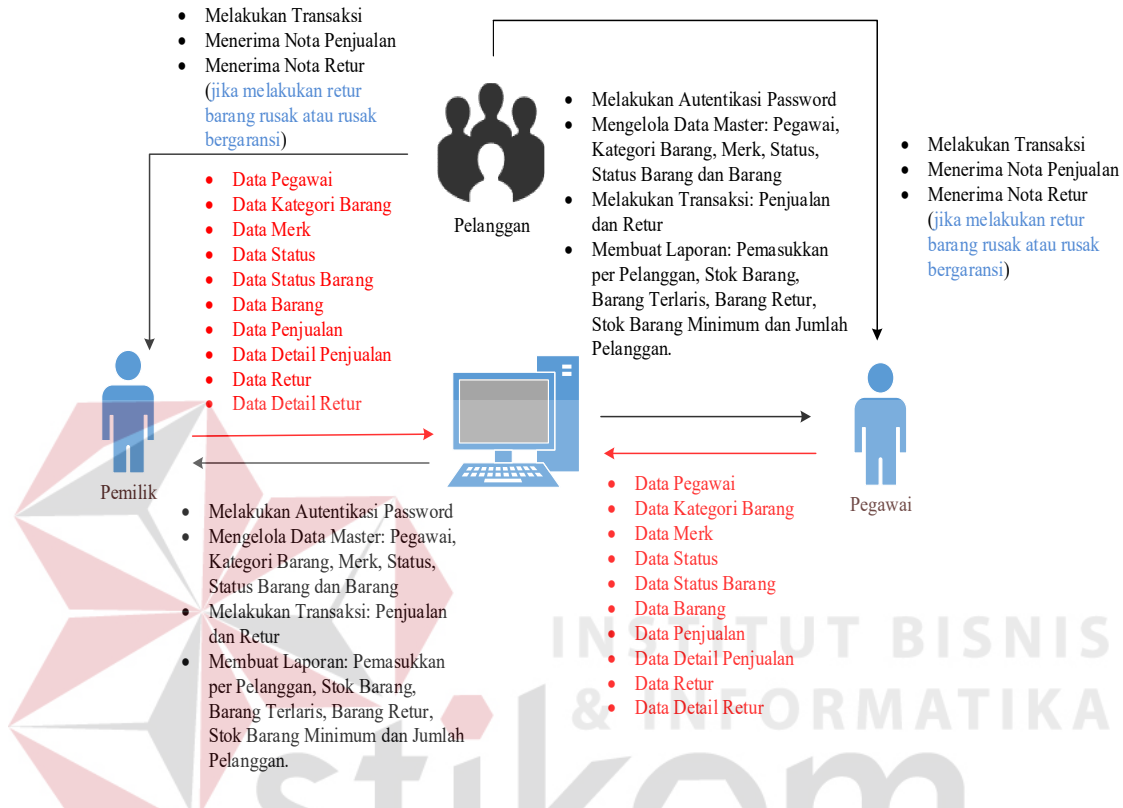 • Melakukan Transaksi
• Menerima Nota Penjualan
• Menerima Nota Retur
(jika melakukan retur
barang rusak atau rusak
bergaransi)
Pelanggan
• Melakukan Autentikasi Password
• Mengelola Data Master: Pegawai,
Kategori Barang, Merk, Status,
Status Barang dan Barang
• Melakukan Transaksi: Penjualan
dan Retur
• Membuat Laporan: Pemasukkan
per Pelanggan, Stok Barang,
Barang Terlaris, Barang Retur,
Stok Barang Minimum dan Jumlah
Pelanggan.
• Melakukan Transaksi
• Menerima Nota Penjualan
• Menerima Nota Retur
(jika melakukan retur
barang rusak atau rusak
bergaransi)
• Data Pegawai
• Data Kategori Barang
• Data Merk
• Data Status
• Data Status Barang
• Data Barang
• Data Penjualan
• Data Detail Penjualan
• Data Retur
• Data Detail Retur
Pemilik
Pegawai
• Melakukan Autentikasi Password
• Mengelola Data Master: Pegawai,
Kategori Barang, Merk, Status,
Status Barang dan Barang
• Melakukan Transaksi: Penjualan
dan Retur
• Membuat Laporan: Pemasukkan
per Pelanggan, Stok Barang,
Barang Terlaris, Barang Retur,
Stok Barang Minimum dan Jumlah
Pelanggan.
• Data Pegawai
• Data Kategori Barang
• Data Merk
• Data Status
• Data Status Barang
• Data Barang
• Data Penjualan
• Data Detail Penjualan
• Data Retur
• Data Detail Retur
INSTITUT BISNIS
& INFORMATIKA
stikom